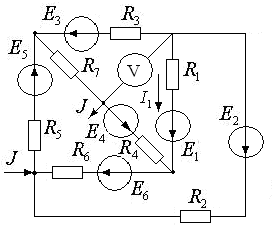 E3 R3
E5 R7 V R1
J I1 E2
E4
R5 R4 E1
J R6
E6
R2